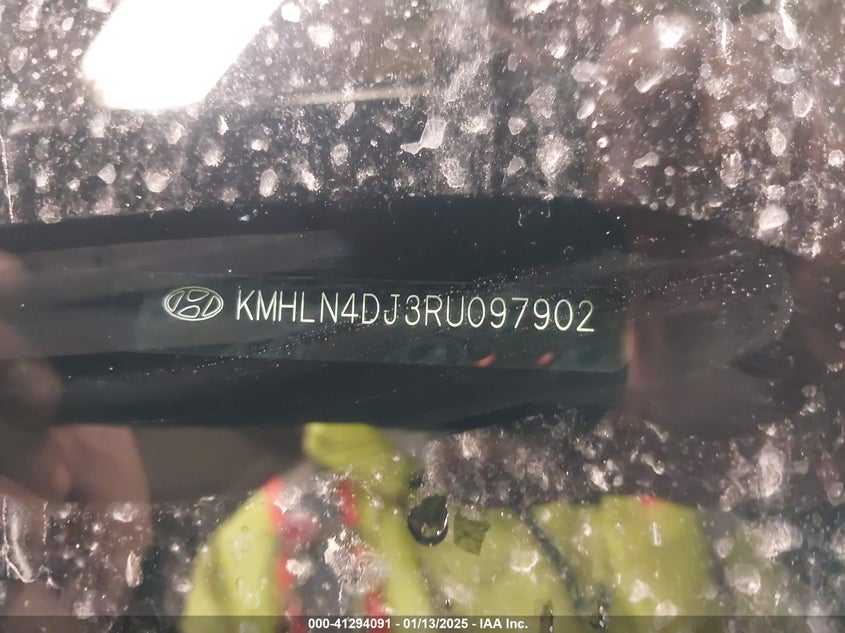 KMHLN4DJ3RU097902
000-41294091 - 01/13/2025 - IAA Inc.